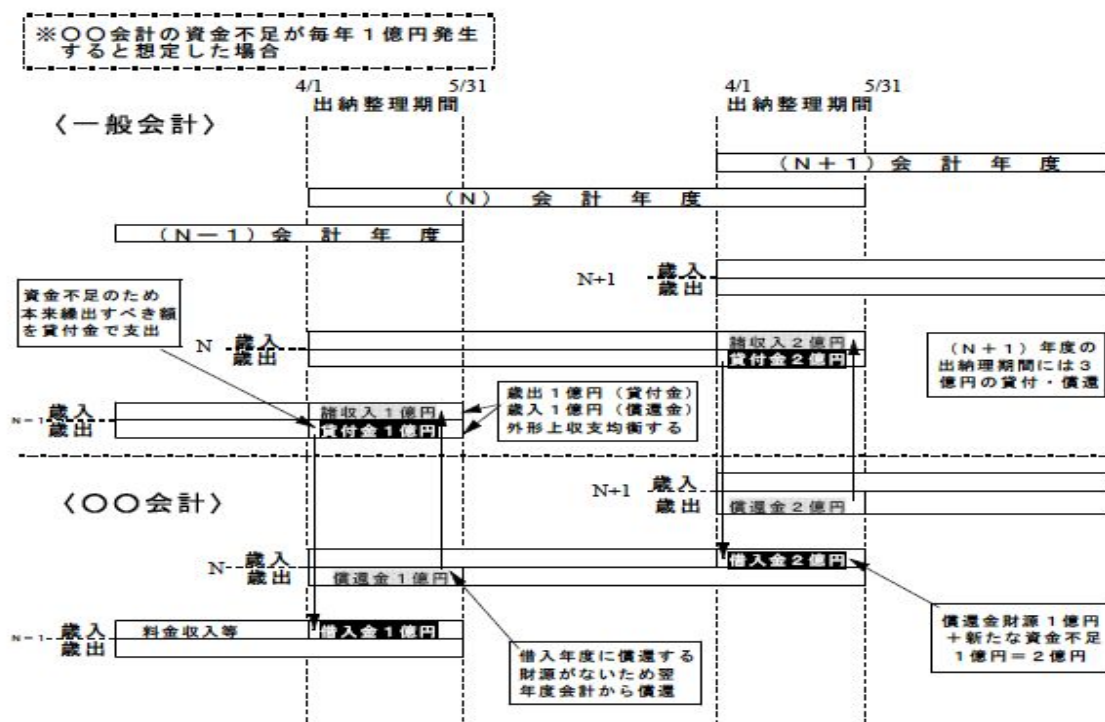 ※〇〇会計の資金不足が毎年1億円発生
すると想定した場合
4/1
5/31
出納整理期間
4/1
5/31
出納整理期間
〈一般会計〉
(N+1)会計年度
(N)会計年度
(N-1)会計年度
N+1
歳入
歳出
資金不足のため
本来繰出すべき額
を貸付金で支出
N
歳入
歳出
諸収入2億円
貸付金2億円
(N+1)年度の
出納理期間には3
億円の貸付・償還
N-1
歳入
歳出
諸収入1億円
貸付金1億円
歳出1億円(貸付金)
歳入1億円(償還金)
外形上収支均衡する
〈〇〇会計〉
N+1
歳入
歳出
償還金2億円
N
歳入
歳出
償還金1億円
借入金2億円
N-1
歳入
歳出
料金収入等
借入金1億円
借入年度に償還する
財源がないため翌
年度会計から償還
償還金財源1億円
+新たな資金不足
1億円=2億円